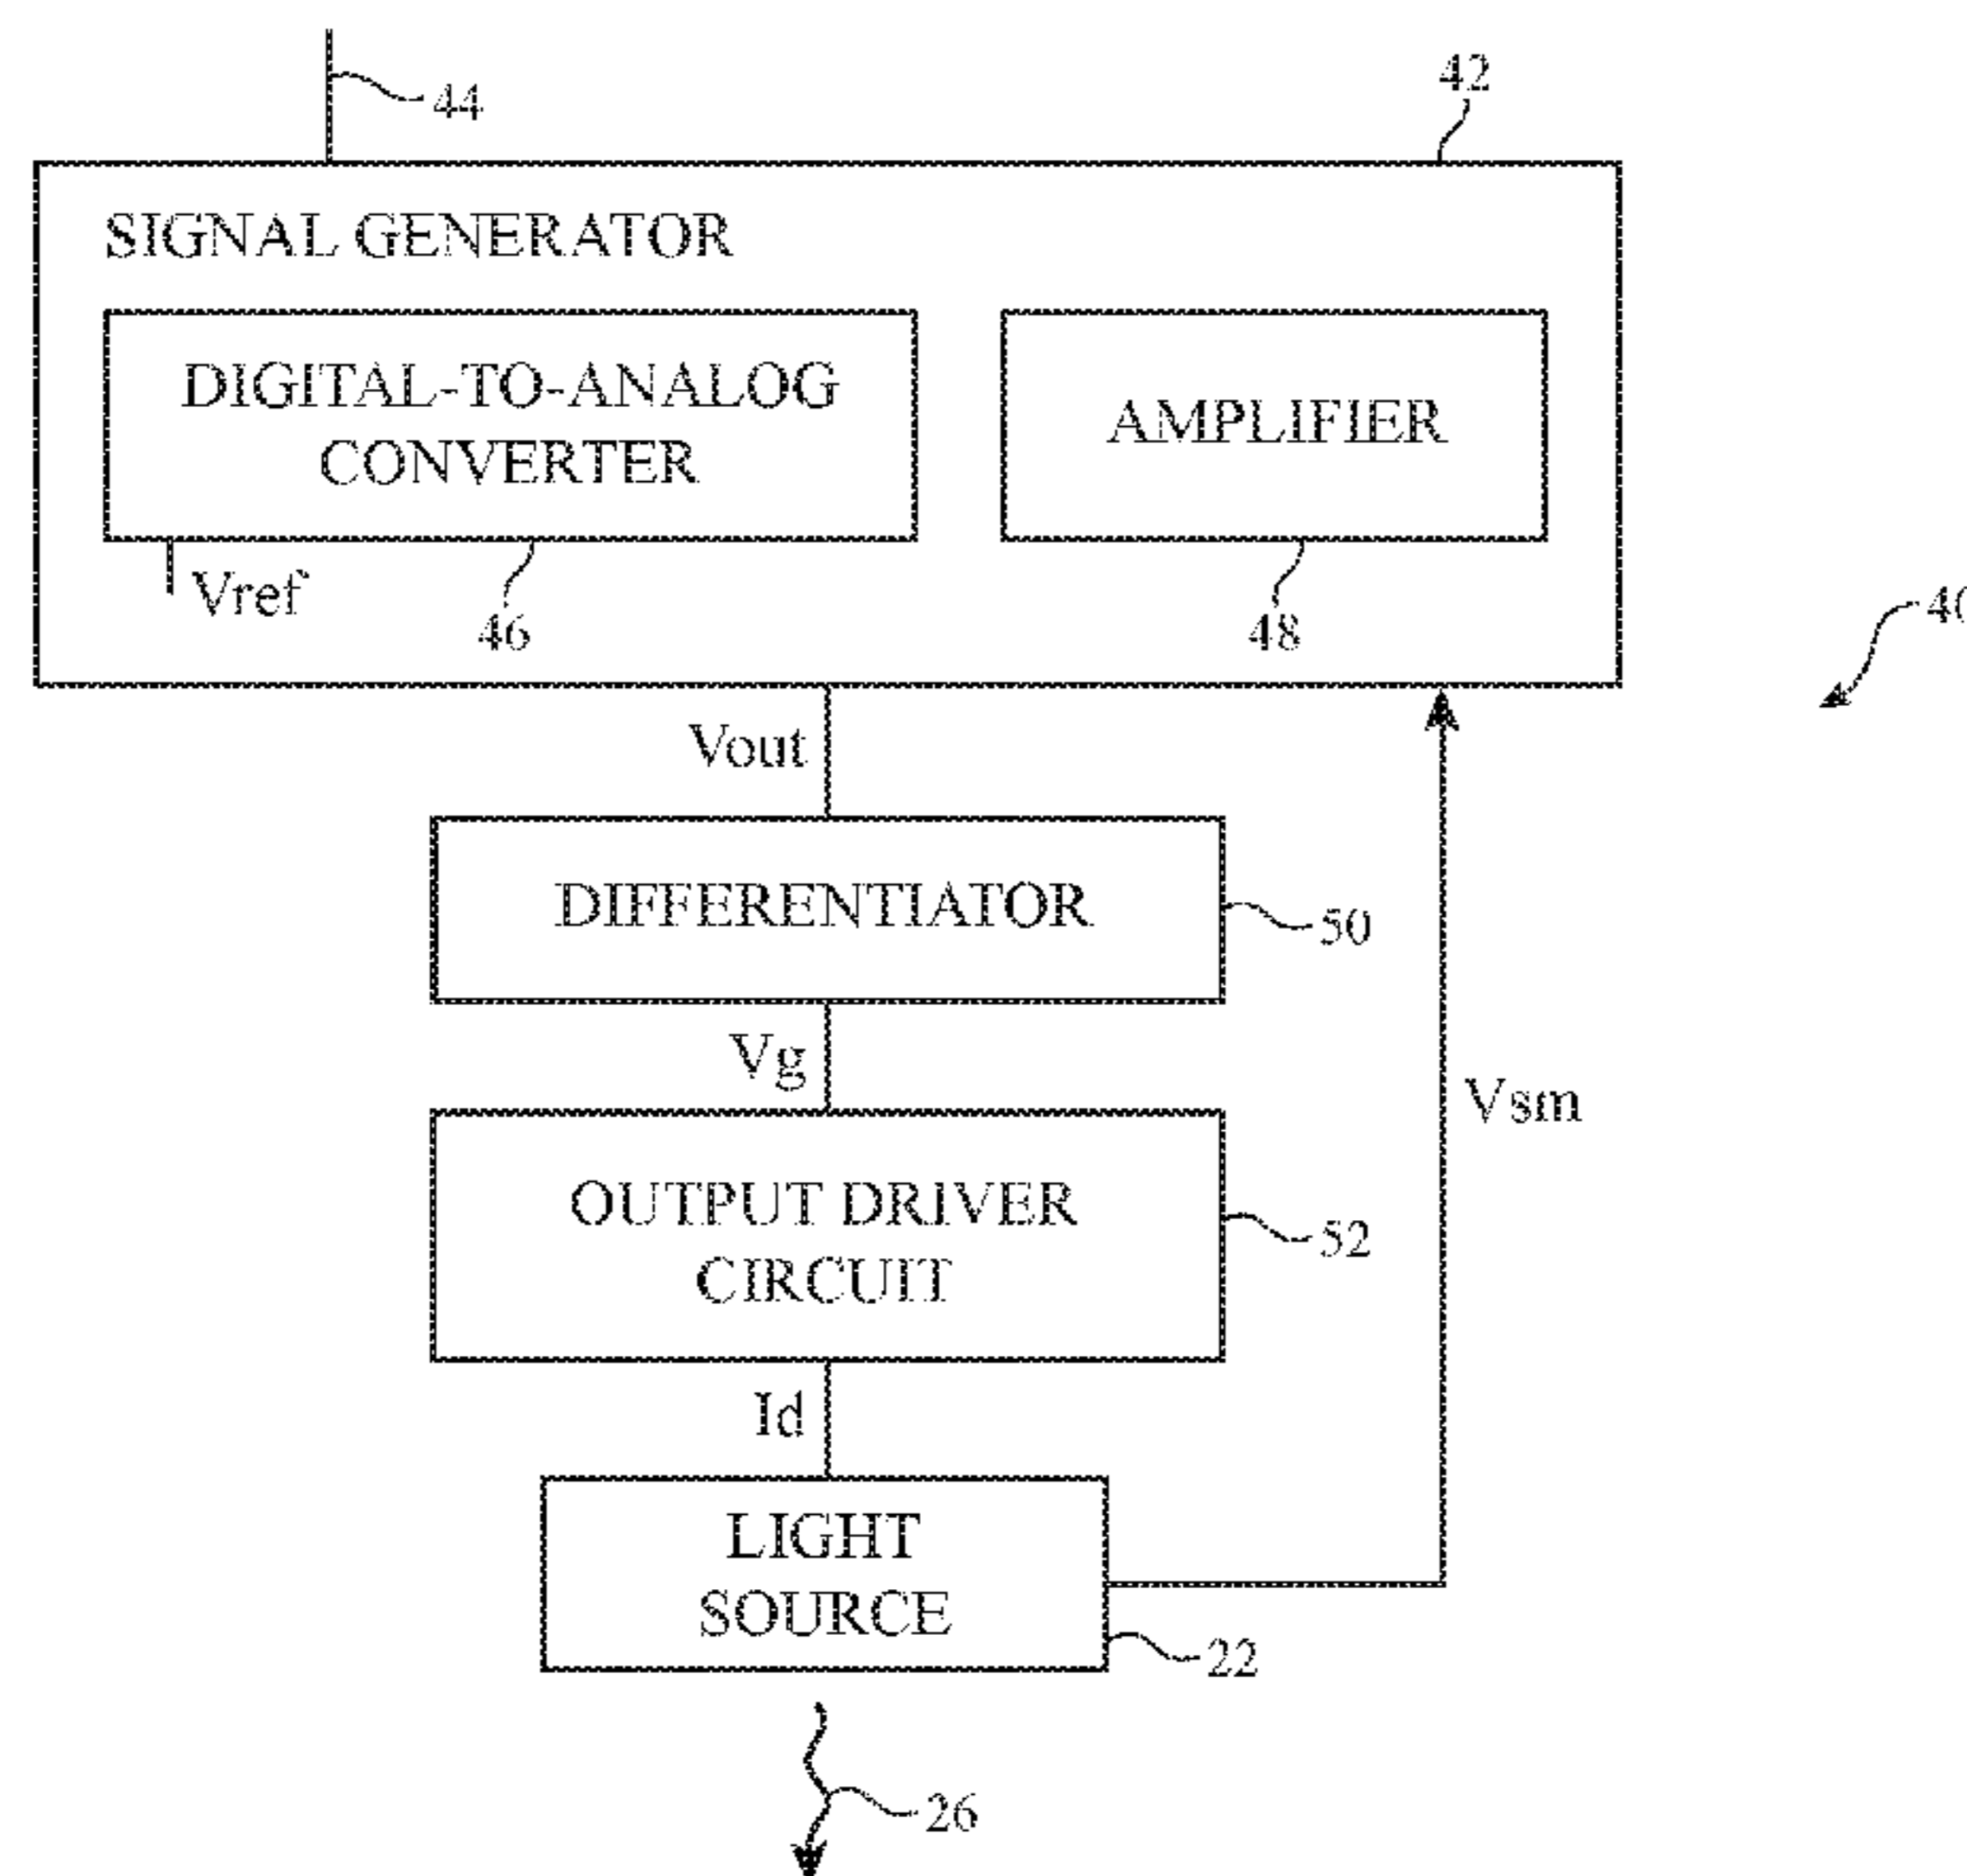 44
42
SIGNAL GENERATOR
DIGITAL-TO-ANALOG
CONVERTER
AMPLIFIER
Vref
46
48
Vout
DIFFERENTIATOR
50
Vg
Vsm
OUTPUT DRIVER
CIRCUIT
52
Id
LIGHT
SOURCE
22
26